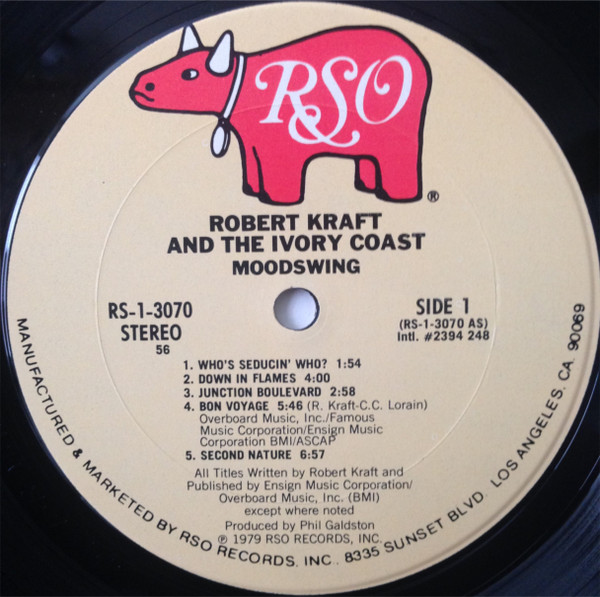 RSO
®
ROBERT KRAFT
AND THE IVORY COAST
MOODSWING
RS-1-3070
STEREO
56
SIDE 1
(RS-1-3070 AS)
Intl. #2394 248
1. WHO'S SEDUCIN' WHO? 1:54
2. DOWN IN FLAMES 4:00
3. JUNCTION BOULEVARD 2:58
4. BON VOYAGE 5:46 (R. Kraft-C.C. Lorain)
Overboard Music, Inc./Famous
Music Corporation/Ensign Music
Corporation BMI/ASCAP
5. SECOND NATURE 6:57
All Titles Written by Robert Kraft and
Published by Ensign Music Corporation/
Overboard Music, Inc. (BMI)
except where noted
Produced by Phil Galdston
℗ 1979 RSO RECORDS, INC.
MANUFACTURED & MARKETED BY RSO RECORDS, INC., 8335 SUNSET BLVD. LOS ANGELES, CA. 90069